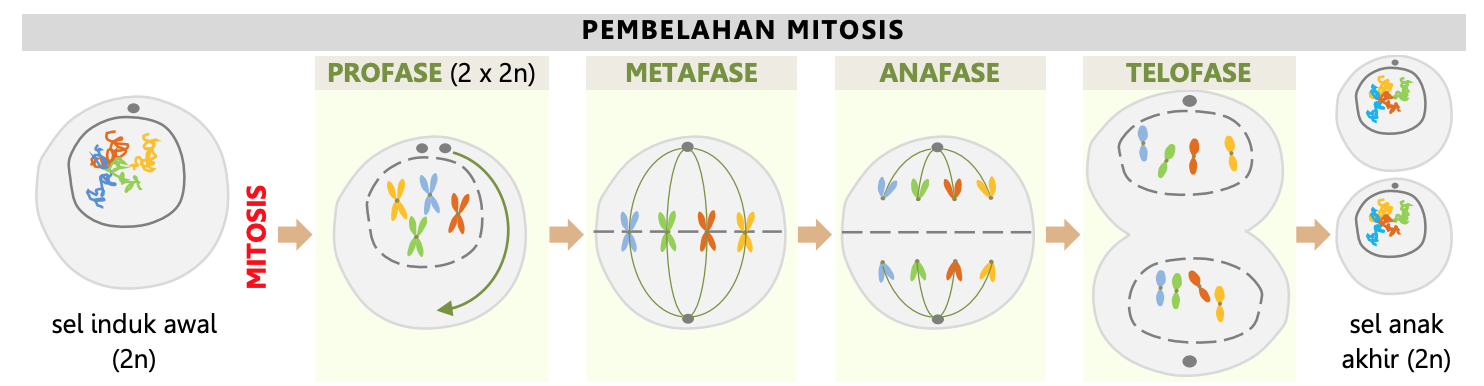 PEMBELAHAN MITOSIS
PROFASE (2 x 2n)
METAFASE
ANAFASE
TELOFASE
MITOSIS
sel induk awal
(2n)
sel anak
akhir (2n)